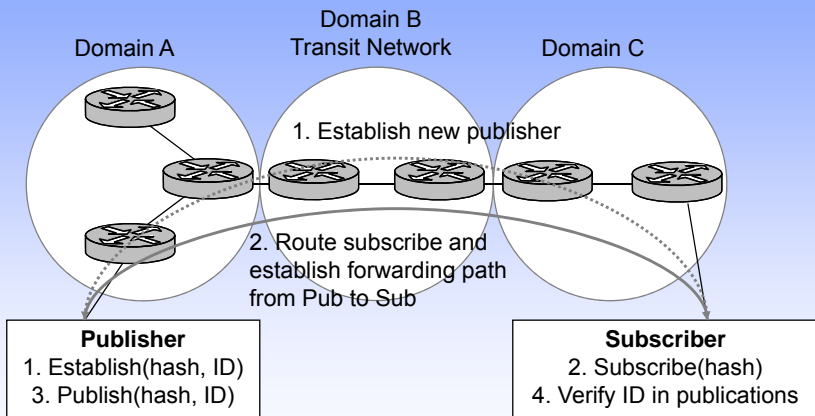 Domain A
Domain B
Transit Network
Domain C
1. Establish new publisher
2. Route subscribe and
establish forwarding path
from Pub to Sub
Publisher
1. Establish(hash, ID)
3. Publish(hash, ID)
Subscriber
2. Subscribe(hash)
4. Verify ID in publications